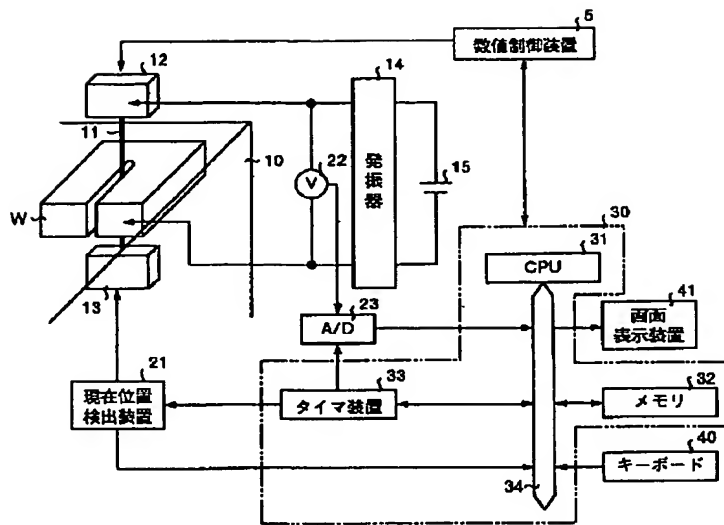 5
数値制御装置
12
14
11
10
22
発振器
15
V
W
30
31
CPU
13
23
A/D
41
画面
表示装置
21
現在位置
検出装置
33
タイマ装置
32
メモリ
40
キーボード
34